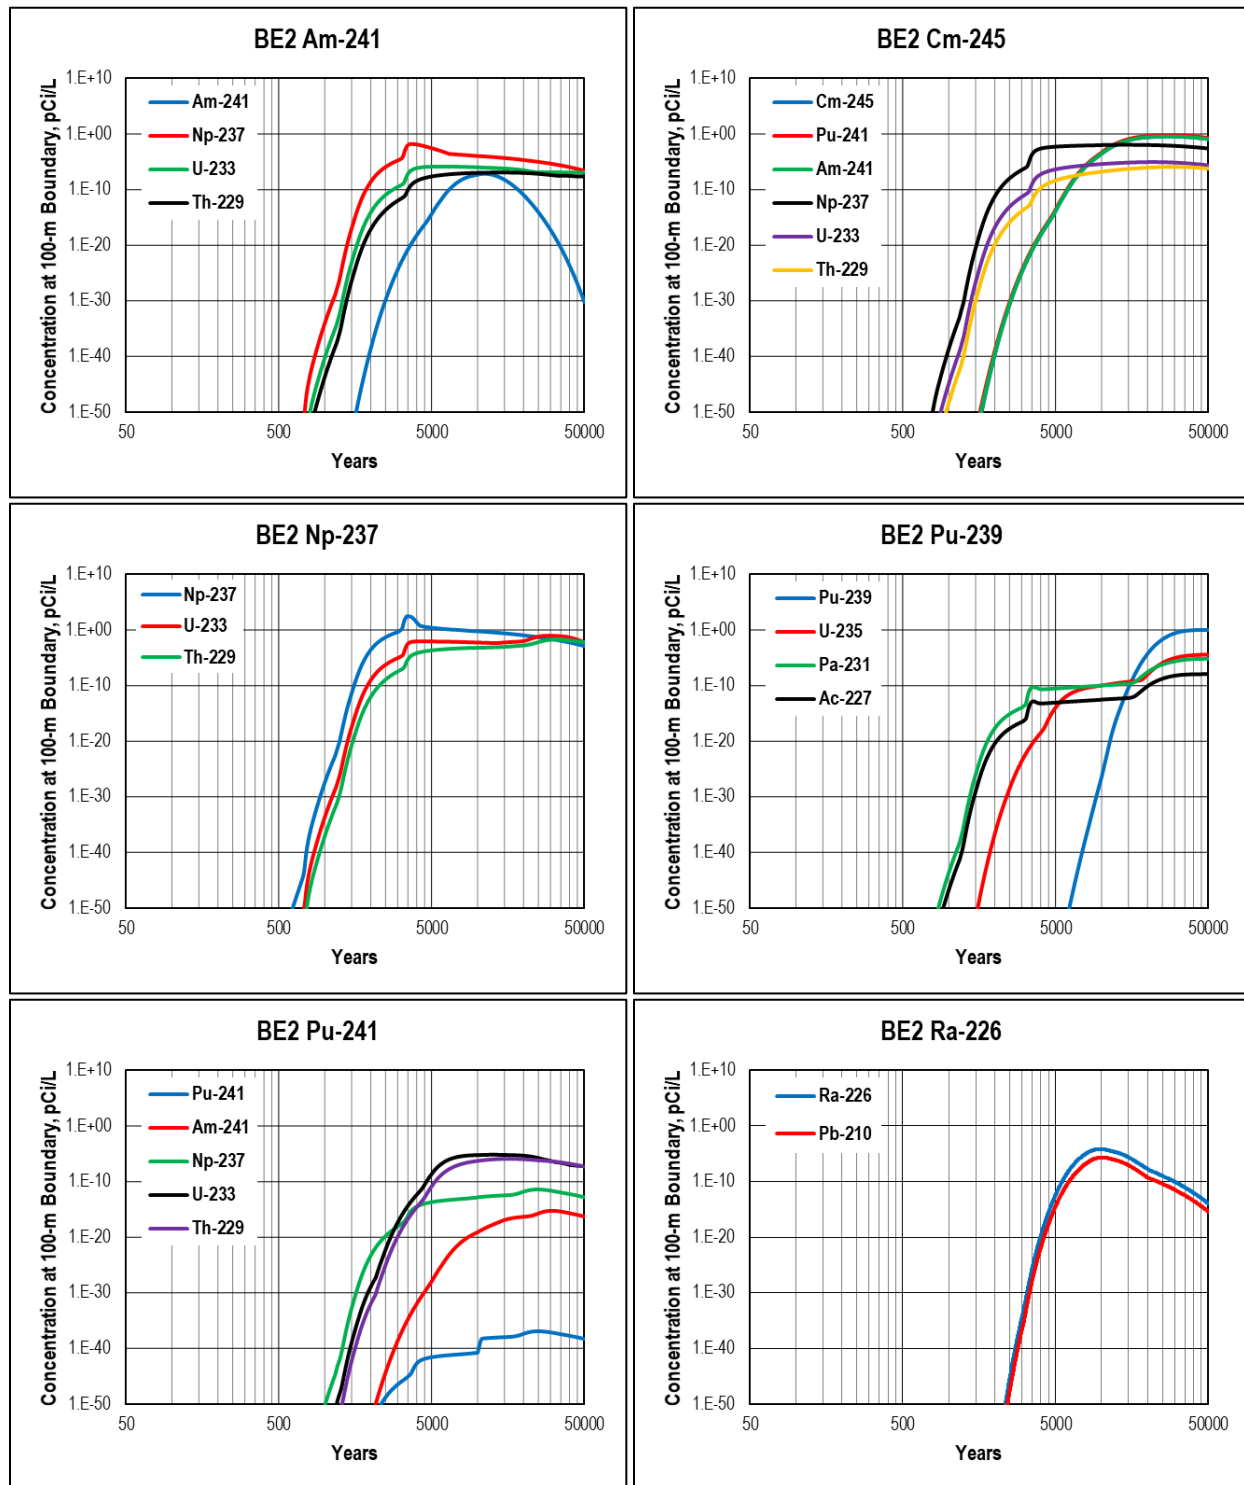 BE2 Am-241
Concentration at 100-m Boundary, pCi/L
1.E+10
1.E+00
1.E-10
1.E-20
1.E-30
1.E-40
1.E-50
Am-241
Np-237
U-233
Th-229
50 500 5000 50000
Years
BE2 Cm-245
Concentration at 100-m Boundary, pCi/L
1.E+10
1.E+00
1.E-10
1.E-20
1.E-30
1.E-40
1.E-50
Cm-245
Pu-241
Am-241
Np-237
U-233
Th-229
50 500 5000 50000
Years
BE2 Np-237
Concentration at 100-m Boundary, pCi/L
1.E+10
1.E+00
1.E-10
1.E-20
1.E-30
1.E-40
1.E-50
Np-237
U-233
Th-229
50 500 5000 50000
Years
BE2 Pu-239
Concentration at 100-m Boundary, pCi/L
1.E+10
1.E+00
1.E-10
1.E-20
1.E-30
1.E-40
1.E-50
Pu-239
U-235
Pa-231
Ac-227
50 500 5000 50000
Years
BE2 Pu-241
Concentration at 100-m Boundary, pCi/L
1.E+10
1.E+00
1.E-10
1.E-20
1.E-30
1.E-40
1.E-50
Pu-241
Am-241
Np-237
U-233
Th-229
50 500 5000 50000
Years
BE2 Ra-226
Concentration at 100-m Boundary, pCi/L
1.E+10
1.E+00
1.E-10
1.E-20
1.E-30
1.E-40
1.E-50
Ra-226
Pb-210
50 500 5000 50000
Years